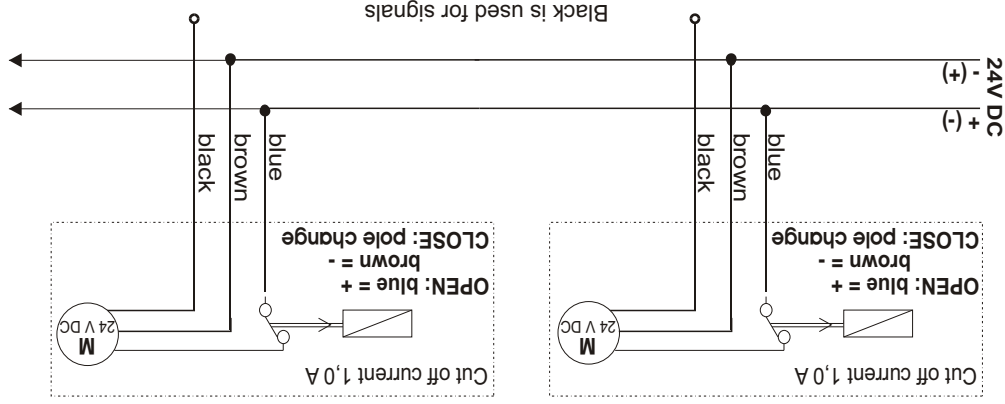 Cut off current 1,0 A
M
24 V DC
OPEN: blue = +
brown = -
CLOSE: pole change
Cut off current 1,0 A
M
24 V DC
OPEN: blue = +
brown = -
CLOSE: pole change
blue
brown
black
blue
brown
black
24V DC
+ (-)
- (+)
Black is used for signals